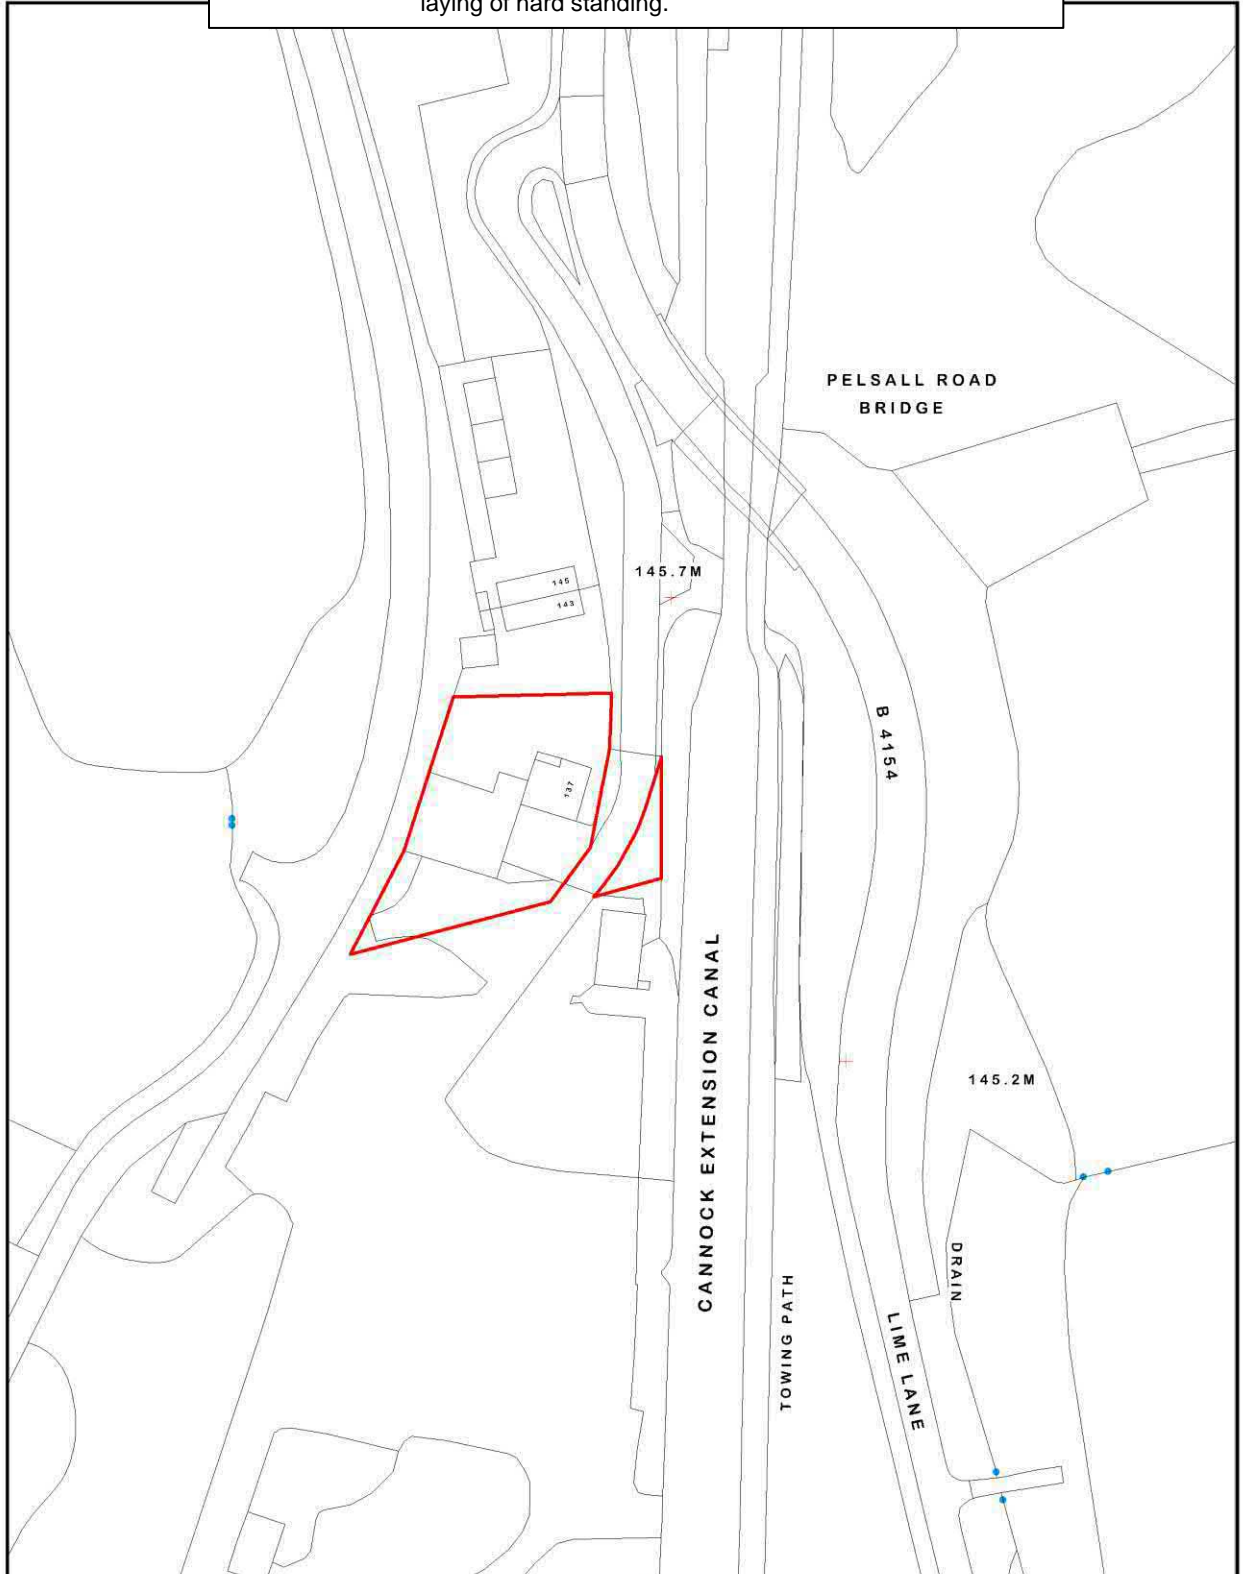 laying of hard standing.
PELSALL ROAD
BRIDGE
145.7M
145
143
137
B 4154
CANNOCK EXTENSION CANAL
145.2M
DRAIN
TOWING PATH
LIME LANE